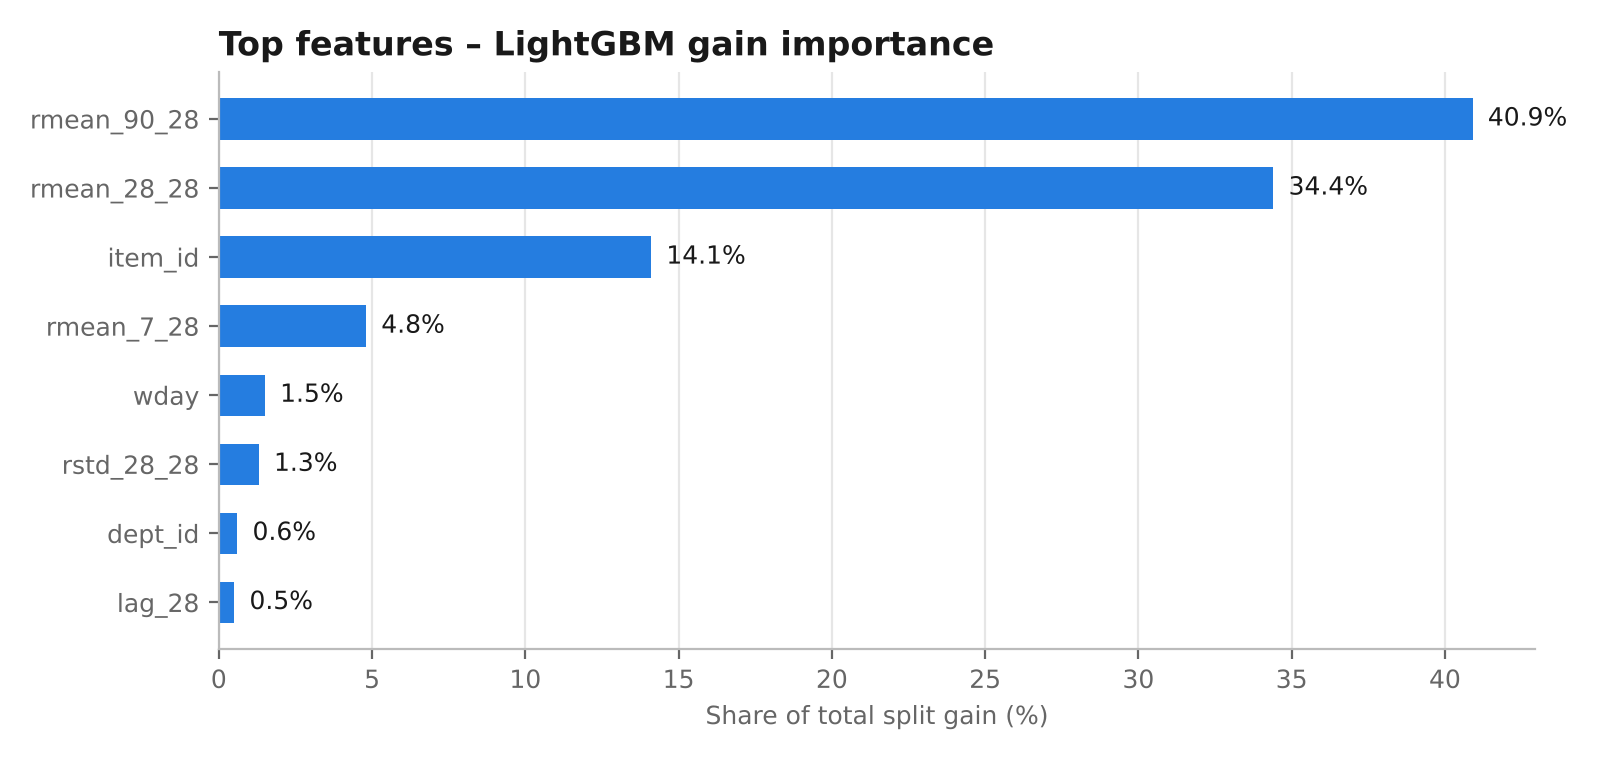 Top features – LightGBM gain importance
rmean_90_28 40.9%
rmean_28_28 34.4%
item_id 14.1%
rmean_7_28 4.8%
wday 1.5%
rstd_28_28 1.3%
dept_id 0.6%
lag_28 0.5%
0 5 10 15 20 25 30 35 40
Share of total split gain (%)